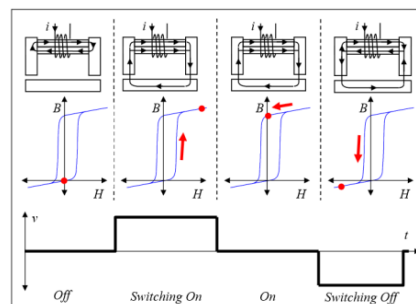 i i i i
B B B B
H H H H
v t
Off Switching On On Switching Off